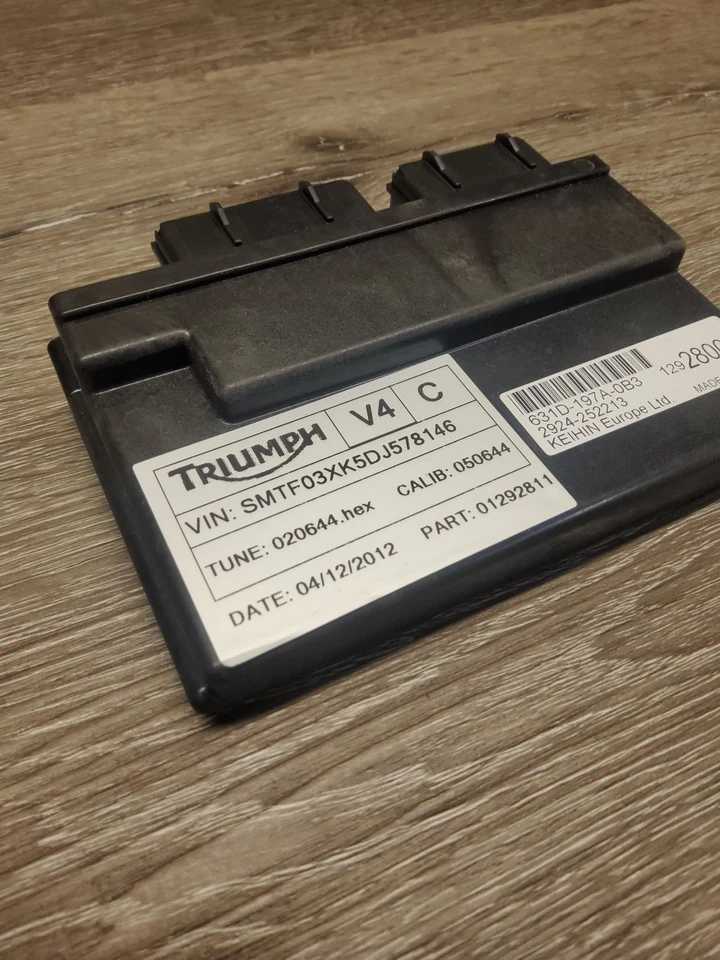 TRIUMPH V4 C
VIN: SMTF03XK5DJ578146
TUNE: 020644.hex CALIB: 050644
DATE: 04/12/2012 PART: 01292811
631D-197A-0B3
2924-252213
KEIHIN Europe Ltd.
MADE